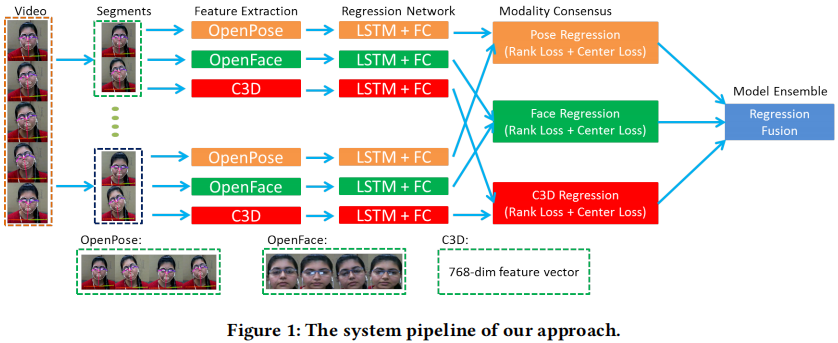 Video Segments Feature Extraction Regression Network Modality Consensus
OpenPose LSTM + FC
OpenFace LSTM + FC
C3D LSTM + FC
Pose Regression
(Rank Loss + Center Loss)
Face Regression
(Rank Loss + Center Loss)
C3D Regression
(Rank Loss + Center Loss)
Model Ensemble
Regression
Fusion
OpenPose LSTM + FC
OpenFace LSTM + FC
C3D LSTM + FC
OpenPose: OpenFace: C3D:
768-dim feature vector
Figure 1: The system pipeline of our approach.